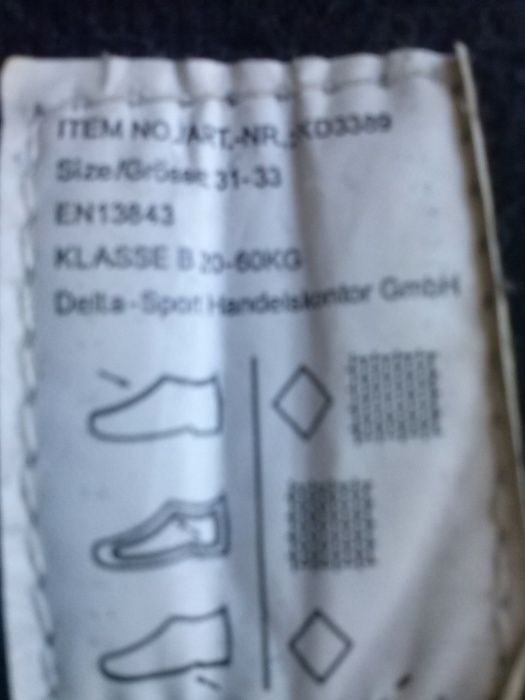 ITEM NO./ART.-NR.: KD3389
Size/Grösse: 31-33
EN13843
KLASSE B 20-60KG
Delta-Sport Handelskontor GmbH